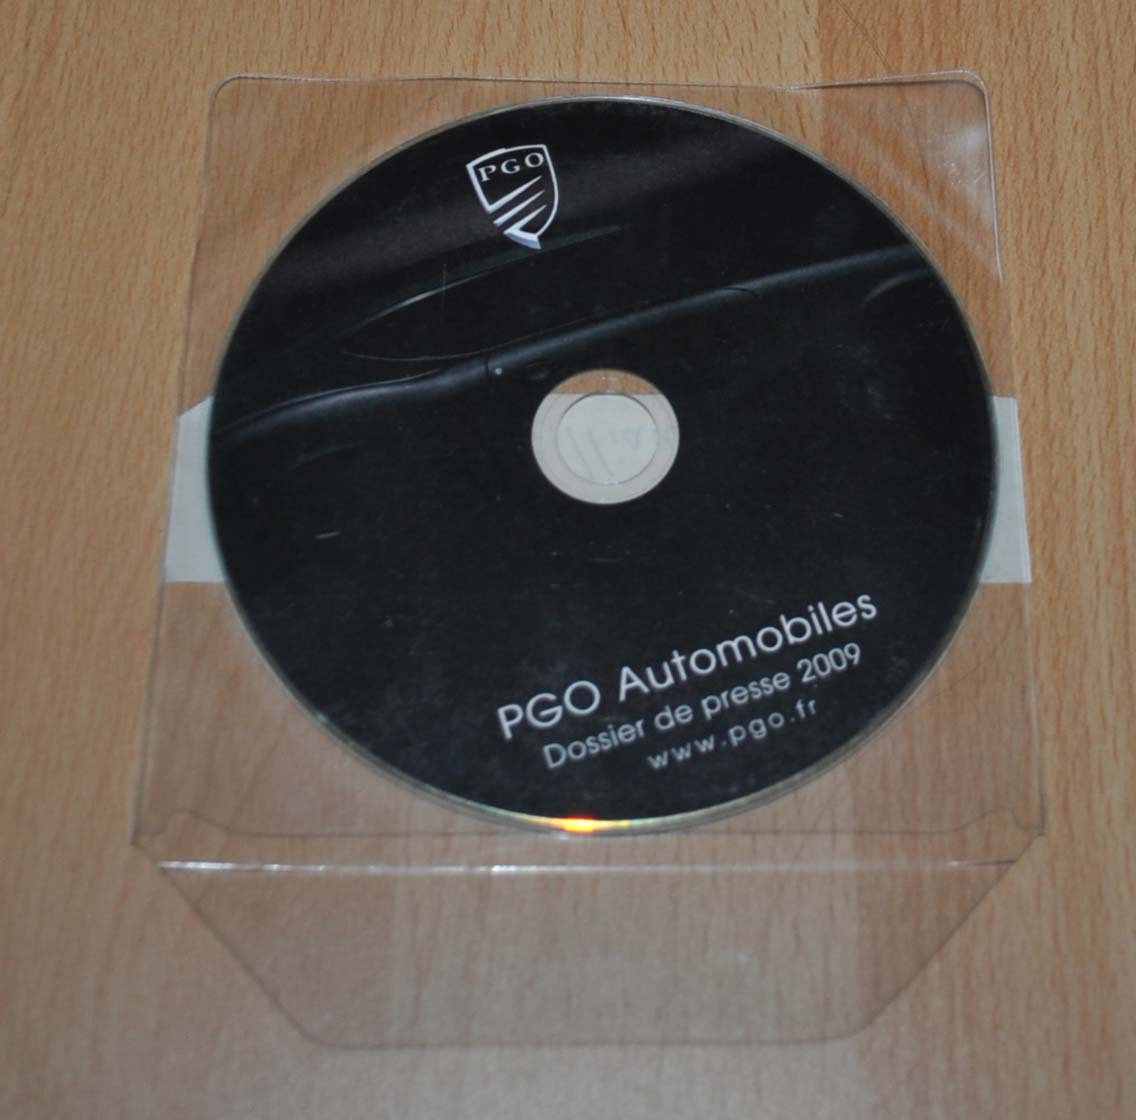 PGO
PGO Automobiles
Dossier de presse 2009
www.pgo.fr